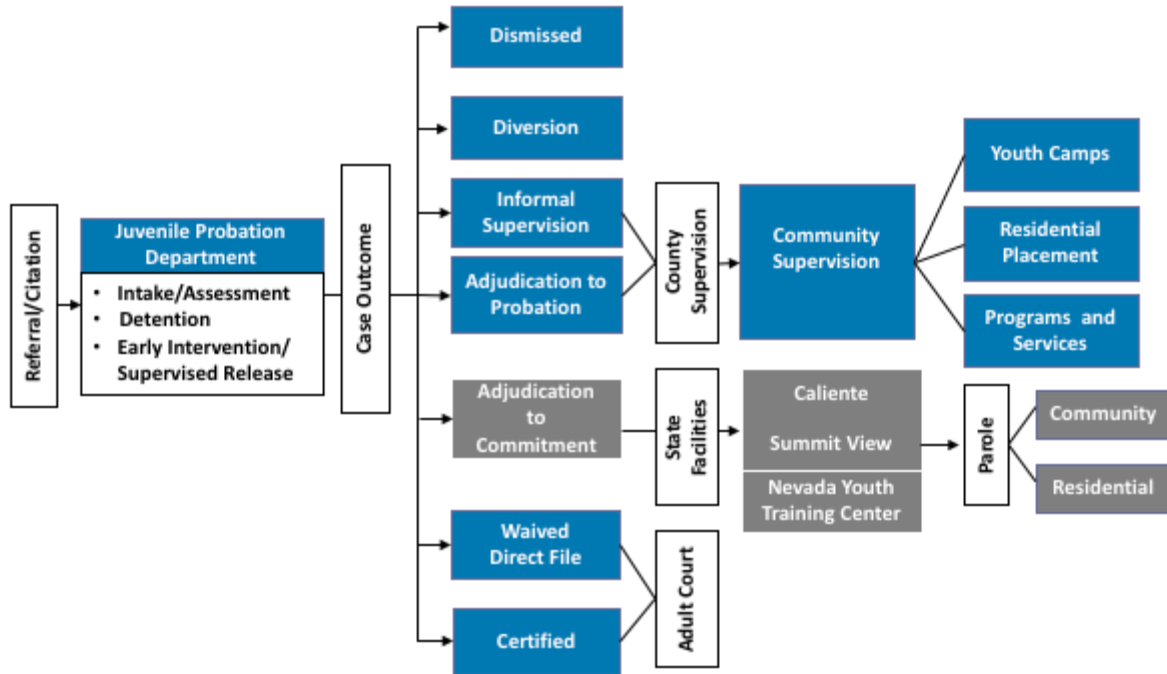 Referral/Citation
Juvenile Probation
Department
• Intake/Assessment
• Detention
• Early Intervention/
Supervised Release
Case Outcome
Dismissed
Diversion
Informal
Supervision
Adjudication to
Probation
County
Supervision
Community
Supervision
Youth Camps
Residential
Placement
Programs and
Services
Adjudication
to
Commitment
State
Facilities
Caliente
Summit View
Nevada Youth
Training Center
Parole
Community
Residential
Waived
Direct File
Certified
Adult Court